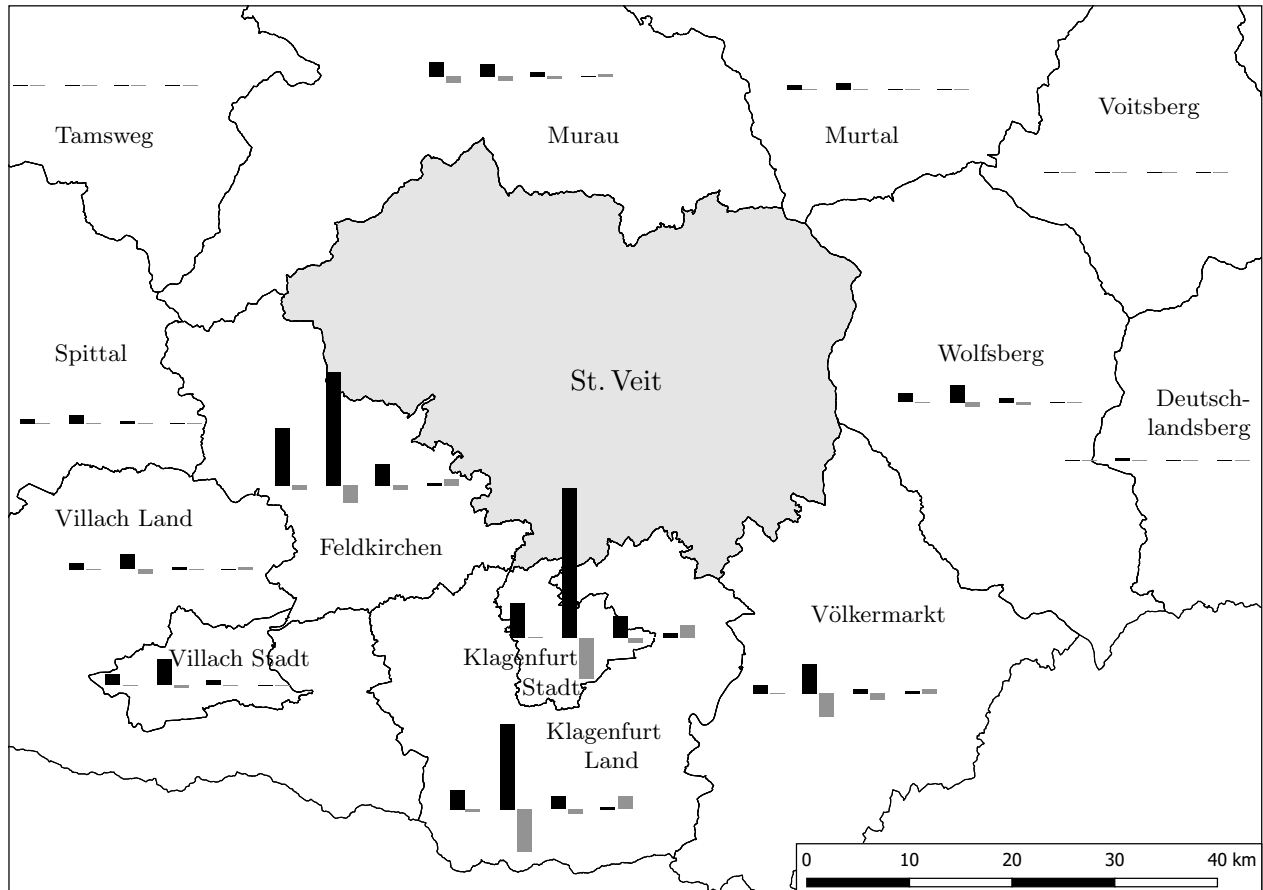 Voitsberg
Tamsweg
Murau
Murtal
Spittal
Wolfsberg
St. Veit
Deutsch-
landsberg
Villach Land
Feldkirchen
Völkermarkt
Villach Stadt
Klagenfurt
Stadt
Klagenfurt
Land
0 10 20 30 40 km